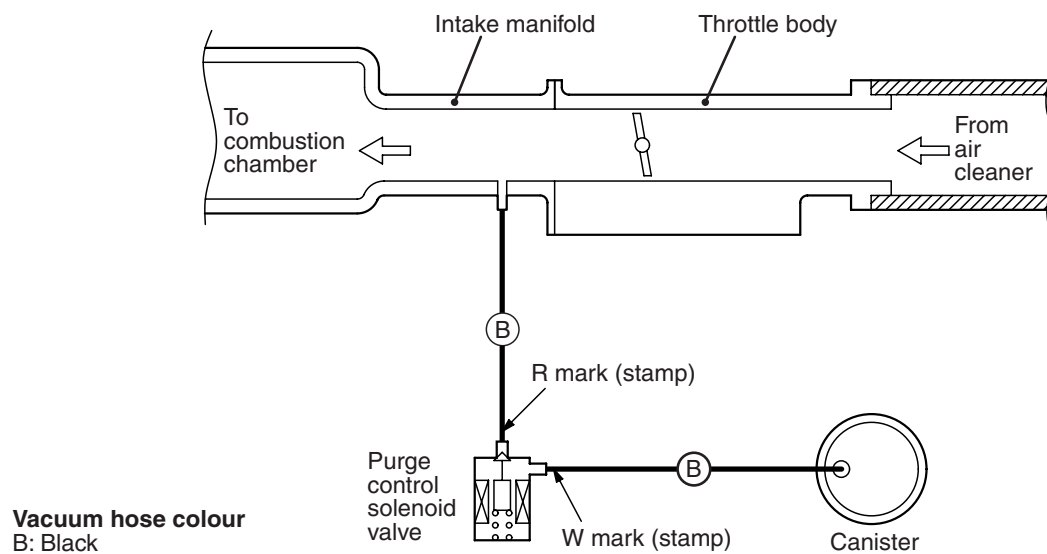 Intake manifold
Throttle body
To
combustion
chamber
From
air
cleaner
B
R mark (stamp)
Purge
control
solenoid
valve
B
W mark (stamp)
Canister
Vacuum hose colour
B: Black